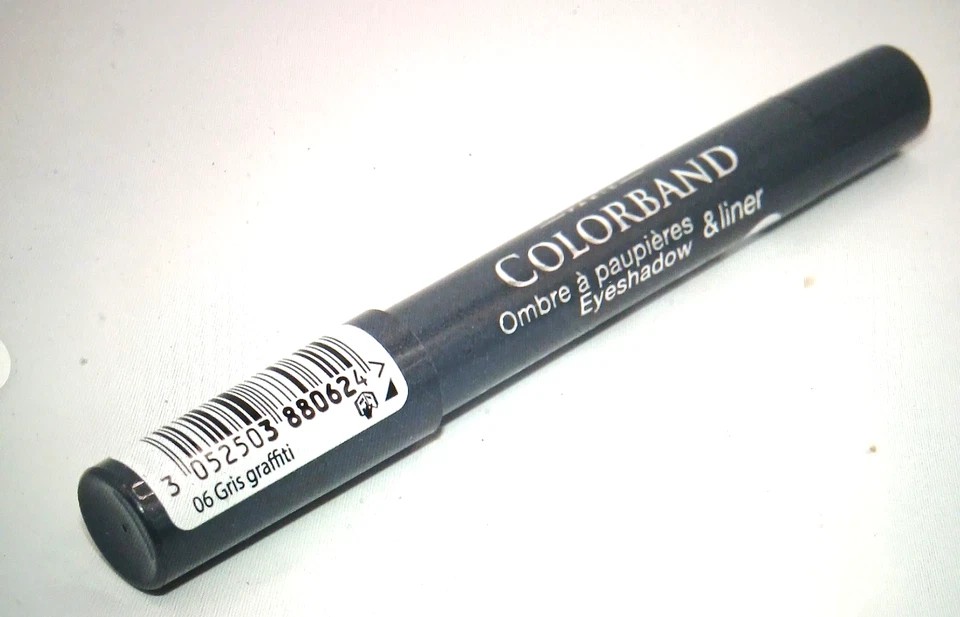 COLORBAND
Ombre à paupières
Eyeshadow
& liner
3 052503 880624 >
06 Gris graffiti